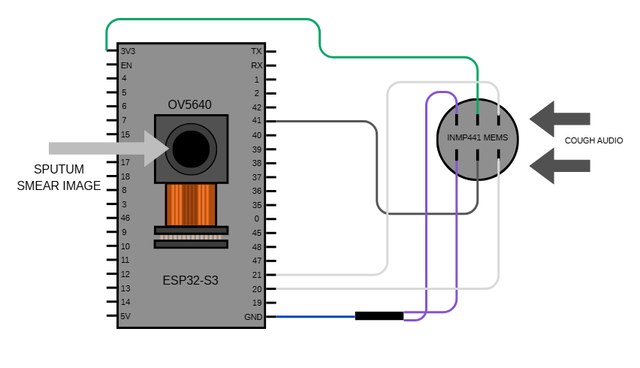 3V3
EN
4
5
6
7
15
17
18
8
3
46
9
10
11
12
13
14
5V
TX
RX
1
2
42
41
40
39
38
37
36
35
0
45
48
47
21
20
19
GND
OV5640
ESP32-S3
SPUTUM
SMEAR IMAGE
INMP441 MEMS
COUGH AUDIO